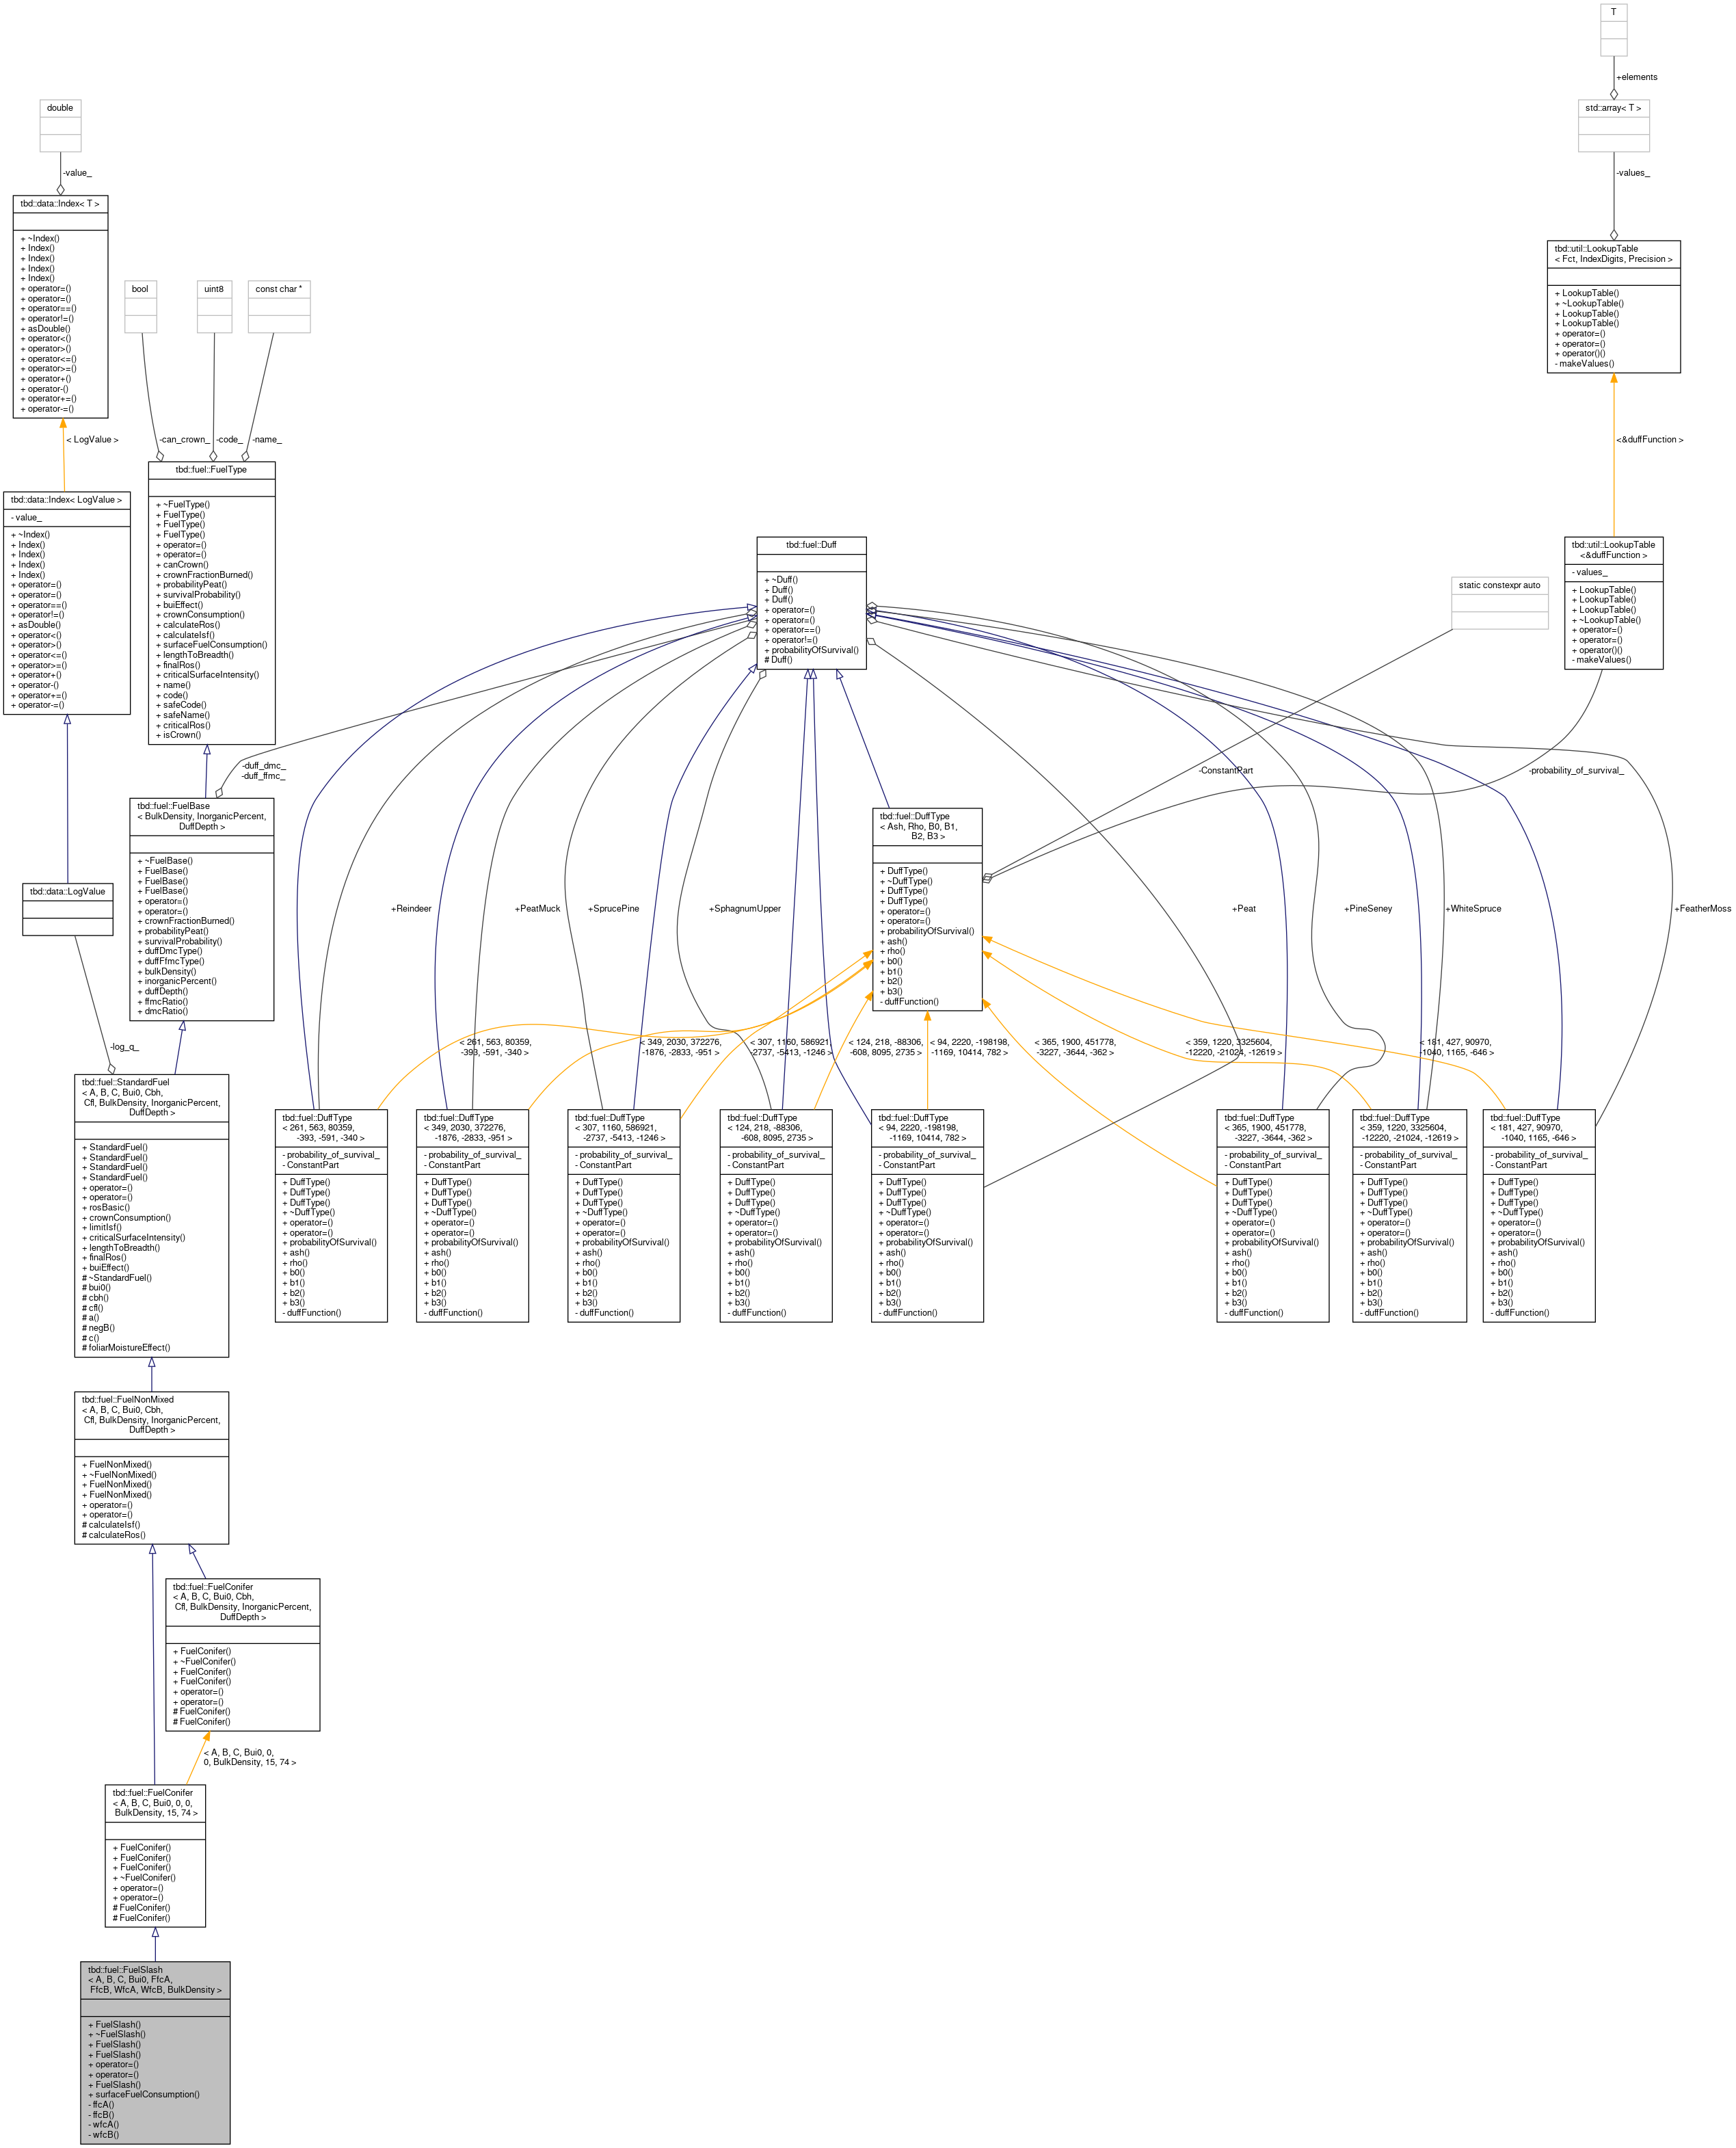 T
+elements
double
std::array< T >
-value_
-values_
tbd::data::Index< T >
+ ~Index()
+ Index()
+ Index()
+ Index()
+ Index()
+ operator=()
+ operator=()
+ operator==()
+ operator!=()
+ asDouble()
+ operator<()
+ operator>()
+ operator<=()
+ operator>=()
+ operator+()
+ operator-()
+ operator+=()
+ operator-=()
tbd::util::LookupTable
< Fct, IndexDigits, Precision >
+ LookupTable()
+ ~LookupTable()
+ LookupTable()
+ LookupTable()
+ operator=()
+ operator=()
+ operator()()
- makeValues()
bool
uint8
const char *
< LogValue >
-can_crown_
-code_
-name_
<&duffFunction >
tbd::data::Index< LogValue >
- value_
+ ~Index()
+ Index()
+ Index()
+ Index()
+ Index()
+ operator=()
+ operator=()
+ operator==()
+ operator!=()
+ asDouble()
+ operator<()
+ operator>()
+ operator<=()
+ operator>=()
+ operator+()
+ operator-()
+ operator+=()
+ operator-=()
tbd::fuel::FuelType
+ ~FuelType()
+ FuelType()
+ FuelType()
+ FuelType()
+ operator=()
+ operator=()
+ canCrown()
+ crownFractionBurned()
+ probabilityPeat()
+ survivalProbability()
+ buiEffect()
+ crownConsumption()
+ calculateRos()
+ calculateIsf()
+ surfaceFuelConsumption()
+ lengthToBreadth()
+ finalRos()
+ criticalSurfaceIntensity()
+ name()
+ code()
+ safeCode()
+ safeName()
+ criticalRos()
+ isCrown()
tbd::fuel::Duff
+ ~Duff()
+ Duff()
+ Duff()
+ operator=()
+ operator=()
+ operator==()
+ operator!=()
+ probabilityOfSurvival()
# Duff()
static constexpr auto
tbd::util::LookupTable
<&duffFunction >
- values_
+ LookupTable()
+ LookupTable()
+ LookupTable()
+ ~LookupTable()
+ operator=()
+ operator=()
+ operator()()
- makeValues()
-duff_dmc_
-duff_ffmc_
-ConstantPart
-probability_of_survival_
tbd::fuel::FuelBase
< BulkDensity, InorganicPercent,
DuffDepth >
+ ~FuelBase()
+ FuelBase()
+ FuelBase()
+ FuelBase()
+ operator=()
+ operator=()
+ crownFractionBurned()
+ probabilityPeat()
+ survivalProbability()
+ duffDmcType()
+ duffFfmcType()
+ bulkDensity()
+ inorganicPercent()
+ duffDepth()
+ ffmcRatio()
+ dmcRatio()
tbd::fuel::DuffType
< Ash, Rho, B0, B1,
B2, B3 >
+ DuffType()
+ ~DuffType()
+ DuffType()
+ DuffType()
+ operator=()
+ operator=()
+ probabilityOfSurvival()
+ ash()
+ rho()
+ b0()
+ b1()
+ b2()
+ b3()
- duffFunction()
tbd::data::LogValue
+Reindeer
+PeatMuck
+SprucePine
+SphagnumUpper
+Peat
+PineSeney
+WhiteSpruce
+FeatherMoss
-log_q_
< 261, 563, 80359,
-393, -591, -340 >
< 349, 2030, 372276,
-1876, -2833, -951 >
< 307, 1160, 586921,
-2737, -5413, -1246 >
< 124, 218, -88306,
-608, 8095, 2735 >
< 94, 2220, -198198,
-1169, 10414, 782 >
< 365, 1900, 451778,
-3227, -3644, -362 >
< 359, 1220, 3325604,
-12220, -21024, -12619 >
< 181, 427, 90970,
-1040, 1165, -646 >
tbd::fuel::StandardFuel
< A, B, C, Bui0, Cbh,
Cfl, BulkDensity, InorganicPercent,
DuffDepth >
+ StandardFuel()
+ StandardFuel()
+ StandardFuel()
+ StandardFuel()
+ operator=()
+ operator=()
+ rosBasic()
+ crownConsumption()
+ limitIsf()
+ criticalSurfaceIntensity()
+ lengthToBreadth()
+ finalRos()
+ buiEffect()
# ~StandardFuel()
# bui0()
# cbh()
# cfl()
# a()
# negB()
# c()
# foliarMoistureEffect()
tbd::fuel::DuffType
< 261, 563, 80359,
-393, -591, -340 >
- probability_of_survival_
- ConstantPart
+ DuffType()
+ DuffType()
+ DuffType()
+ ~DuffType()
+ operator=()
+ operator=()
+ probabilityOfSurvival()
+ ash()
+ rho()
+ b0()
+ b1()
+ b2()
+ b3()
- duffFunction()
tbd::fuel::DuffType
< 349, 2030, 372276,
-1876, -2833, -951 >
- probability_of_survival_
- ConstantPart
+ DuffType()
+ DuffType()
+ DuffType()
+ ~DuffType()
+ operator=()
+ operator=()
+ probabilityOfSurvival()
+ ash()
+ rho()
+ b0()
+ b1()
+ b2()
+ b3()
- duffFunction()
tbd::fuel::DuffType
< 307, 1160, 586921,
-2737, -5413, -1246 >
- probability_of_survival_
- ConstantPart
+ DuffType()
+ DuffType()
+ DuffType()
+ ~DuffType()
+ operator=()
+ operator=()
+ probabilityOfSurvival()
+ ash()
+ rho()
+ b0()
+ b1()
+ b2()
+ b3()
- duffFunction()
tbd::fuel::DuffType
< 124, 218, -88306,
-608, 8095, 2735 >
- probability_of_survival_
- ConstantPart
+ DuffType()
+ DuffType()
+ DuffType()
+ ~DuffType()
+ operator=()
+ operator=()
+ probabilityOfSurvival()
+ ash()
+ rho()
+ b0()
+ b1()
+ b2()
+ b3()
- duffFunction()
tbd::fuel::DuffType
< 94, 2220, -198198,
-1169, 10414, 782 >
- probability_of_survival_
- ConstantPart
+ DuffType()
+ DuffType()
+ DuffType()
+ ~DuffType()
+ operator=()
+ operator=()
+ probabilityOfSurvival()
+ ash()
+ rho()
+ b0()
+ b1()
+ b2()
+ b3()
- duffFunction()
tbd::fuel::DuffType
< 365, 1900, 451778,
-3227, -3644, -362 >
- probability_of_survival_
- ConstantPart
+ DuffType()
+ DuffType()
+ DuffType()
+ ~DuffType()
+ operator=()
+ operator=()
+ probabilityOfSurvival()
+ ash()
+ rho()
+ b0()
+ b1()
+ b2()
+ b3()
- duffFunction()
tbd::fuel::DuffType
< 359, 1220, 3325604,
-12220, -21024, -12619 >
- probability_of_survival_
- ConstantPart
+ DuffType()
+ DuffType()
+ DuffType()
+ ~DuffType()
+ operator=()
+ operator=()
+ probabilityOfSurvival()
+ ash()
+ rho()
+ b0()
+ b1()
+ b2()
+ b3()
- duffFunction()
tbd::fuel::DuffType
< 181, 427, 90970,
-1040, 1165, -646 >
- probability_of_survival_
- ConstantPart
+ DuffType()
+ DuffType()
+ DuffType()
+ ~DuffType()
+ operator=()
+ operator=()
+ probabilityOfSurvival()
+ ash()
+ rho()
+ b0()
+ b1()
+ b2()
+ b3()
- duffFunction()
tbd::fuel::FuelNonMixed
< A, B, C, Bui0, Cbh,
Cfl, BulkDensity, InorganicPercent,
DuffDepth >
+ FuelNonMixed()
+ ~FuelNonMixed()
+ FuelNonMixed()
+ FuelNonMixed()
+ operator=()
+ operator=()
# calculateIsf()
# calculateRos()
tbd::fuel::FuelConifer
< A, B, C, Bui0, Cbh,
Cfl, BulkDensity, InorganicPercent,
DuffDepth >
+ FuelConifer()
+ ~FuelConifer()
+ FuelConifer()
+ FuelConifer()
+ operator=()
+ operator=()
# FuelConifer()
# FuelConifer()
< A, B, C, Bui0, 0,
0, BulkDensity, 15, 74 >
tbd::fuel::FuelConifer
< A, B, C, Bui0, 0, 0,
BulkDensity, 15, 74 >
+ FuelConifer()
+ FuelConifer()
+ FuelConifer()
+ ~FuelConifer()
+ operator=()
+ operator=()
# FuelConifer()
# FuelConifer()
tbd::fuel::FuelSlash
< A, B, C, Bui0, FfcA,
FfcB, WfcA, WfcB, BulkDensity >
+ FuelSlash()
+ ~FuelSlash()
+ FuelSlash()
+ FuelSlash()
+ operator=()
+ operator=()
+ FuelSlash()
+ surfaceFuelConsumption()
- ffcA()
- ffcB()
- wfcA()
- wfcB()